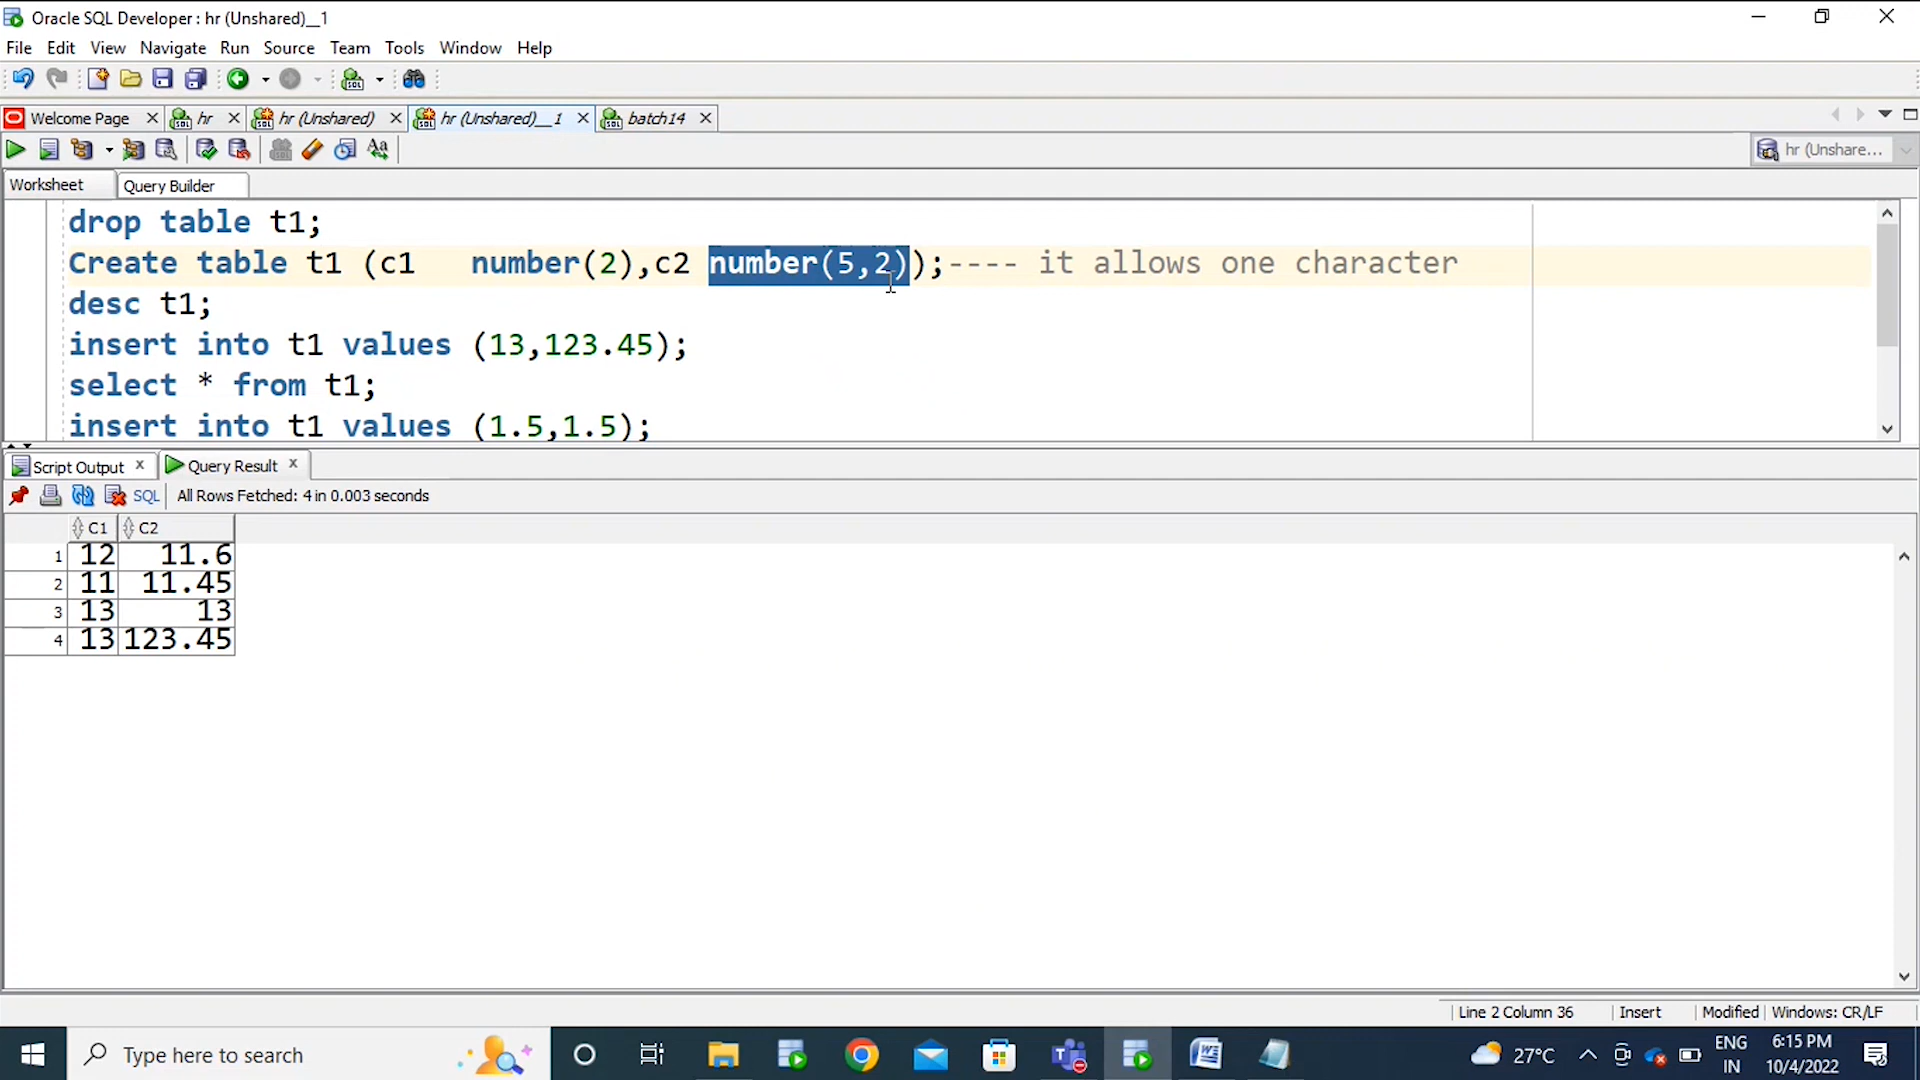 Oracle SQL Developer : hr (Unshared)__1
File Edit View Navigate Run Source Team Tools Window Help
Welcome Page hr hr (Unshared) hr (Unshared)__1 batch14
hr (Unshare...
Worksheet Query Builder
drop table t1;
Create table t1 (c1 number(2),c2 number(5,2));---- it allows one character
desc t1;
insert into t1 values (13,123.45);
select * from t1;
insert into t1 values (1.5,1.5);
Script Output Query Result
SQL All Rows Fetched: 4 in 0.003 seconds
C1 C2
1 12 11.6
2 11 11.45
3 13 13
4 13 123.45
Line 2 Column 36 Insert Modified Windows: CR/LF
Type here to search
27°C ENG IN 6:15 PM 10/4/2022